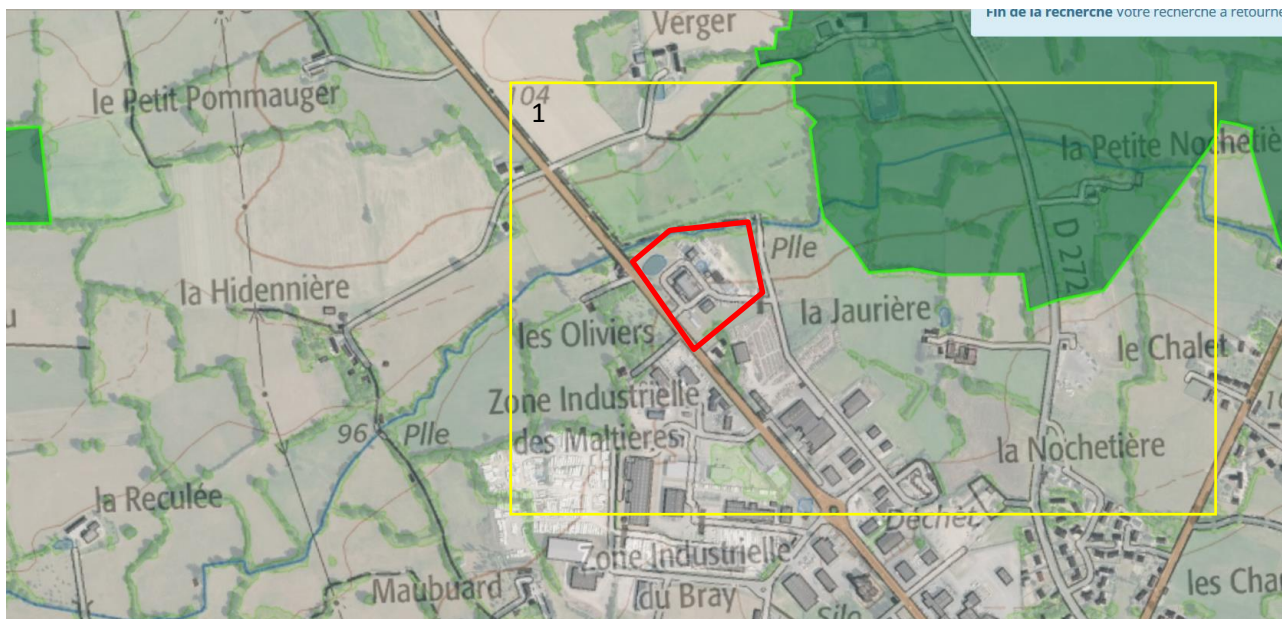 Fin de la recherche Votre recherche a retourné
Verger
le Petit Pommauger
104
1
la Petite Nochetiè
D 272
Plle
la Hidennière
la Jaurière
les Oliviers
le Chalet
Zone Industrielle
des Maltières
96
Plle
la Nochetière
la Reculée
Déchet.
Zone Industrielle
du Bray
Maubuard
les Cha
Silo